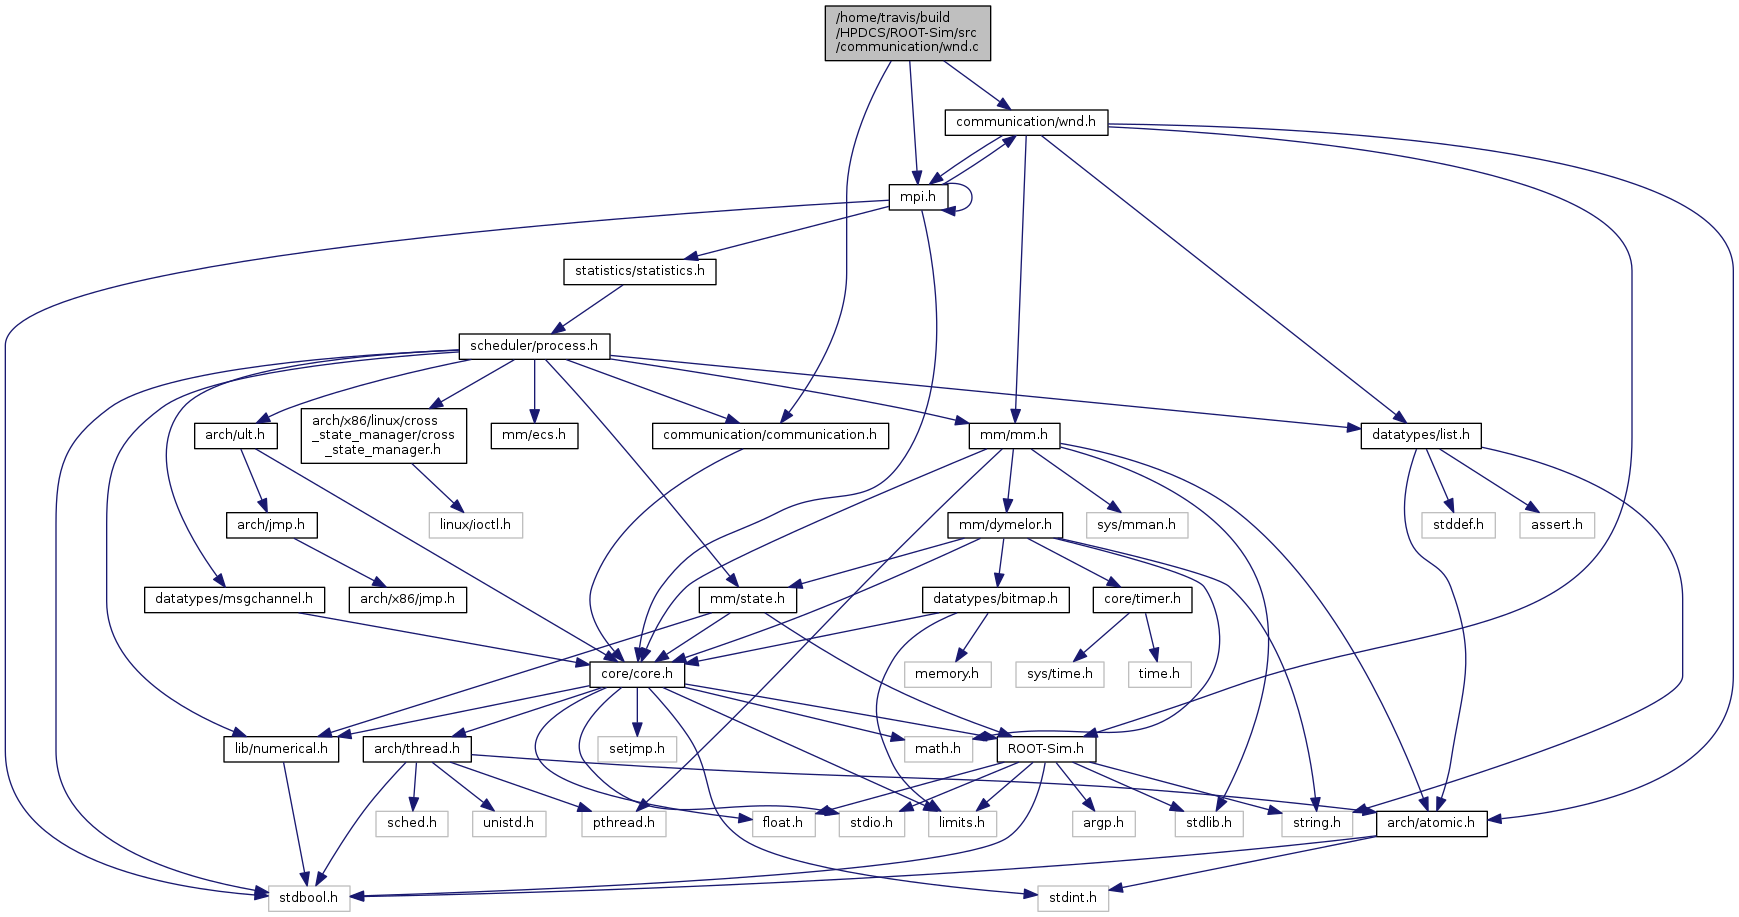 /home/travis/build
/HPDCS/ROOT-Sim/src
/communication/wnd.c
communication/wnd.h
mpi.h
statistics/statistics.h
scheduler/process.h
arch/ult.h
arch/x86/linux/cross
_state_manager/cross
_state_manager.h
mm/ecs.h
communication/communication.h
mm/mm.h
datatypes/list.h
arch/jmp.h
linux/ioctl.h
mm/dymelor.h
sys/mman.h
stddef.h
assert.h
datatypes/msgchannel.h
arch/x86/jmp.h
mm/state.h
datatypes/bitmap.h
core/timer.h
core/core.h
memory.h
sys/time.h
time.h
lib/numerical.h
arch/thread.h
setjmp.h
math.h
ROOT-Sim.h
sched.h
unistd.h
pthread.h
float.h
stdio.h
limits.h
argp.h
stdlib.h
string.h
arch/atomic.h
stdbool.h
stdint.h